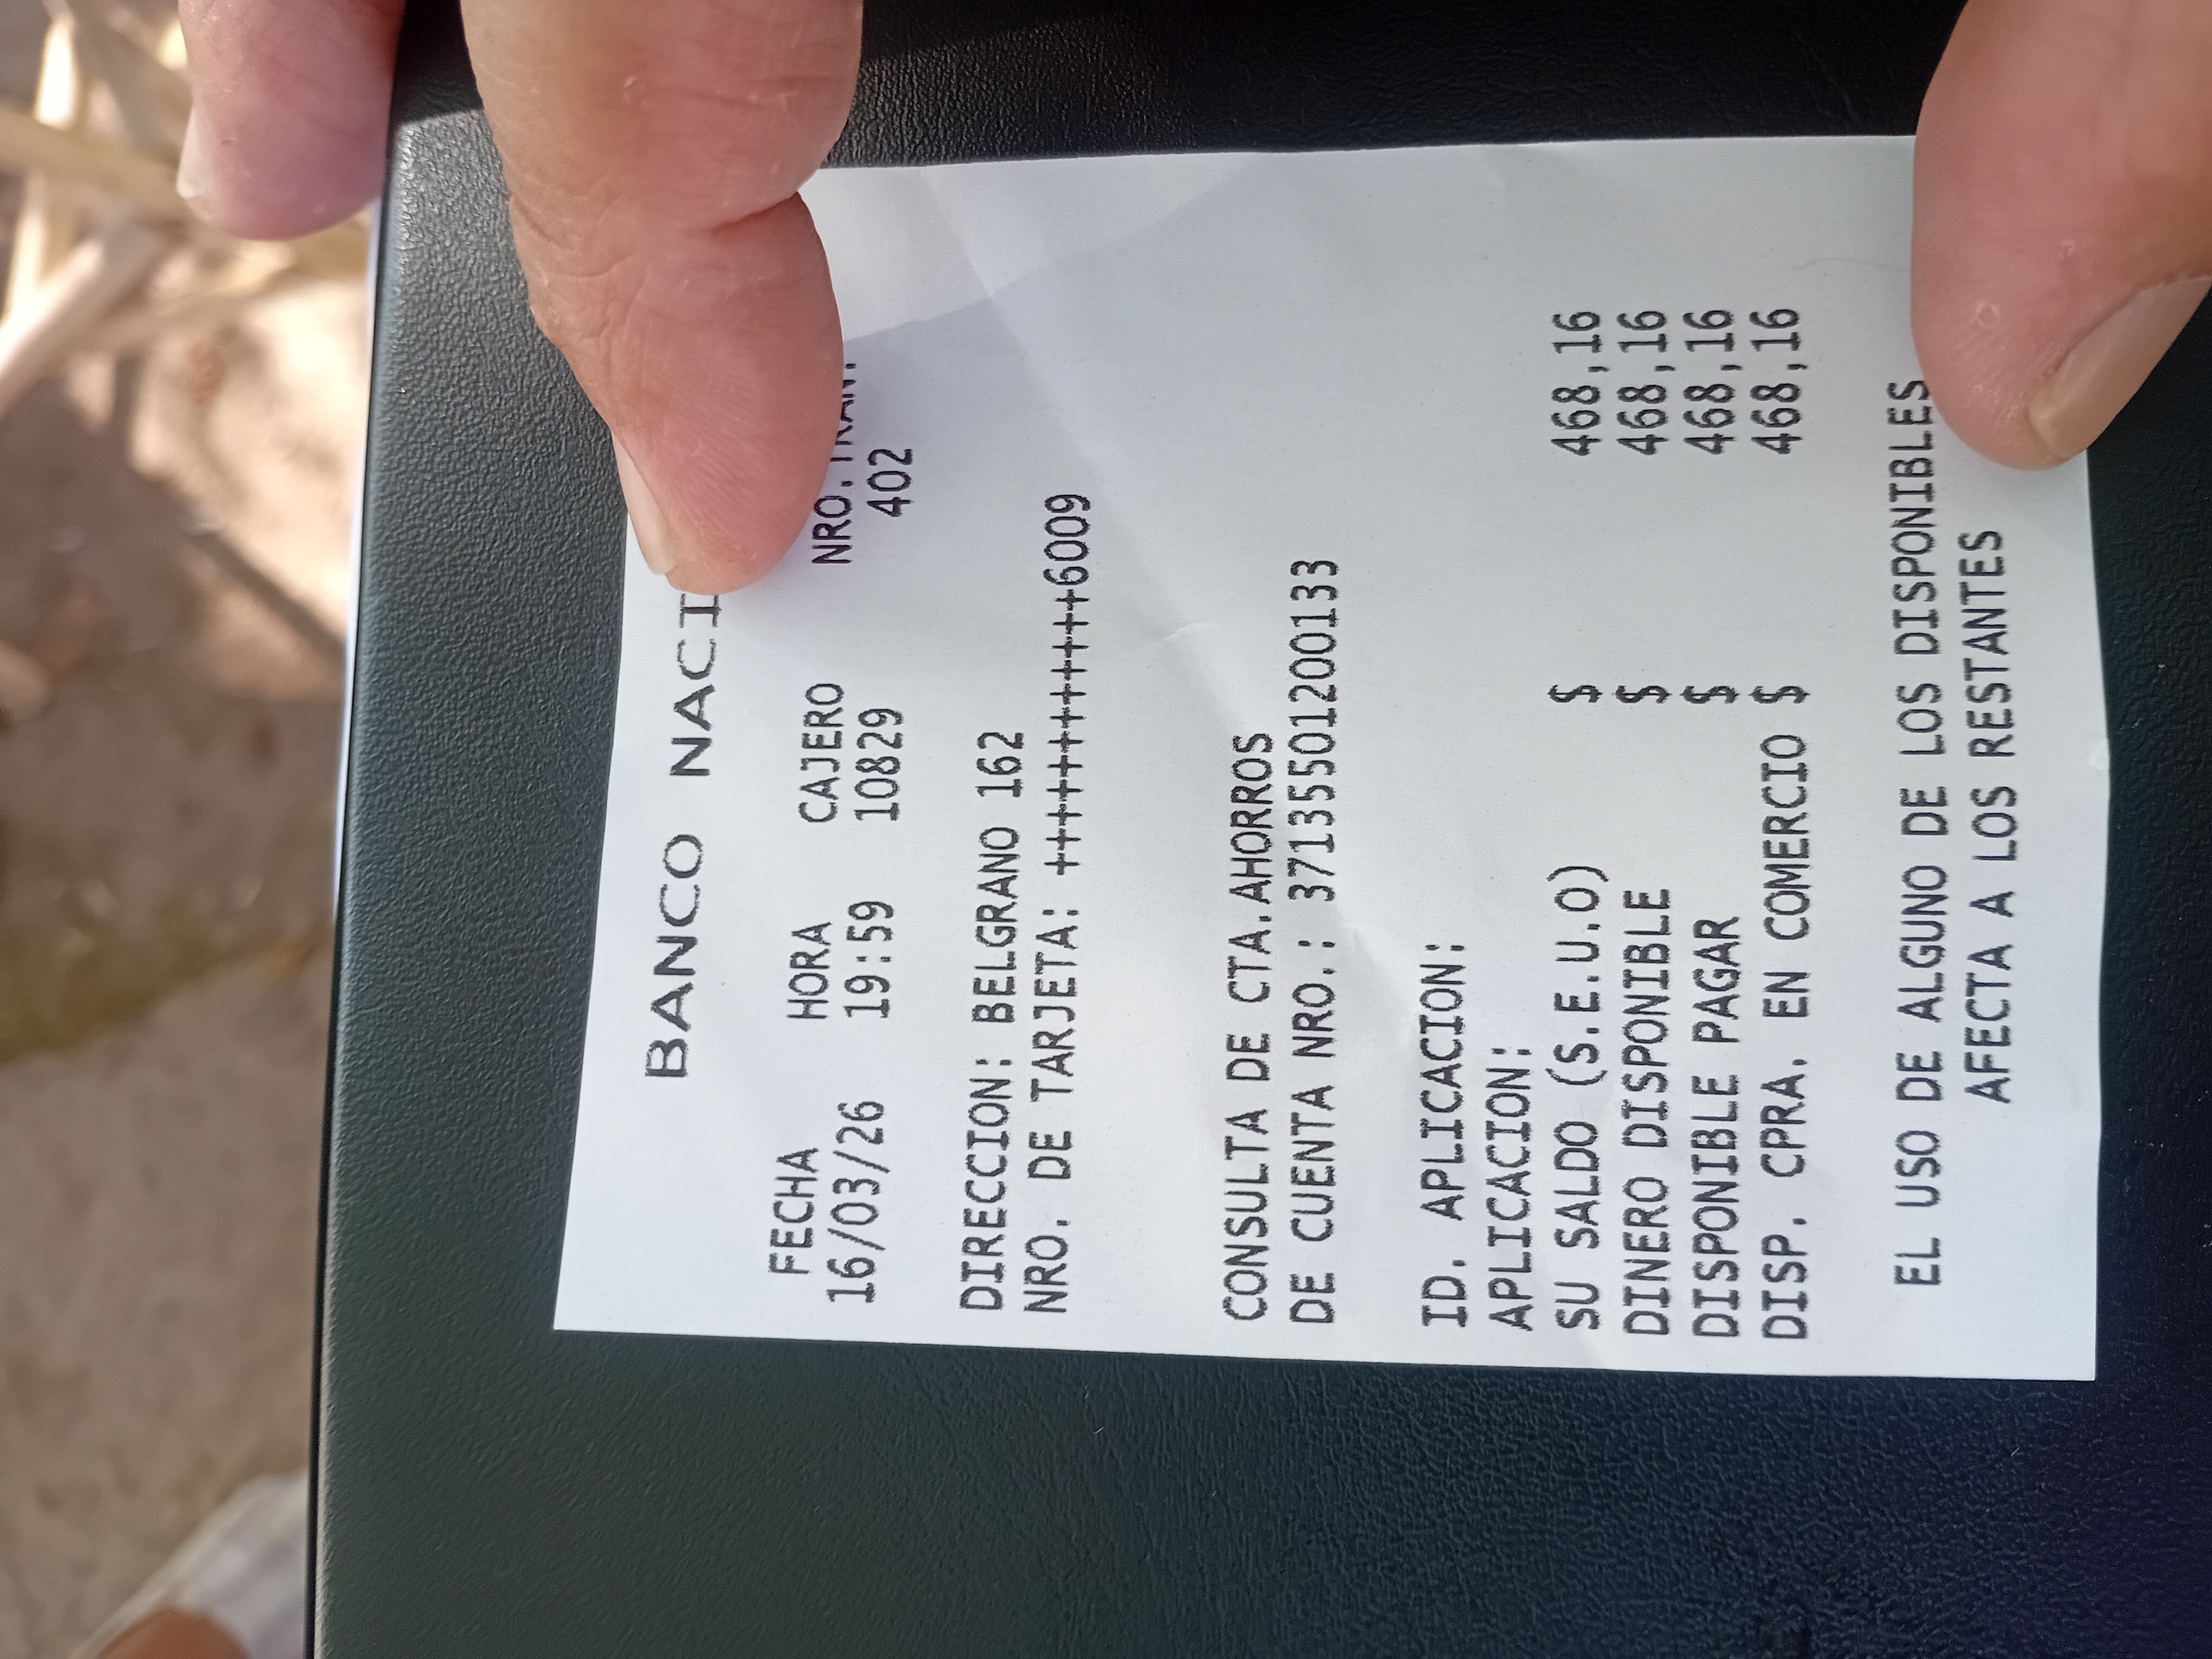 BANCO NACI
FECHA HORA CAJERO NRO.TRAN.
16/03/26 19:59 10829 402
DIRECCION: BELGRANO 162
NRO. DE TARJETA: ++++++++++++6009
CONSULTA DE CTA.AHORROS
DE CUENTA NRO.: 37135501200133
ID. APLICACION:
APLICACION:
SU SALDO (S.E.U.O) $ 468,16
DINERO DISPONIBLE $ 468,16
DISPONIBLE PAGAR $ 468,16
DISP. CPRA. EN COMERCIO $ 468,16
EL USO DE ALGUNO DE LOS DISPONIBLES
AFECTA A LOS RESTANTES